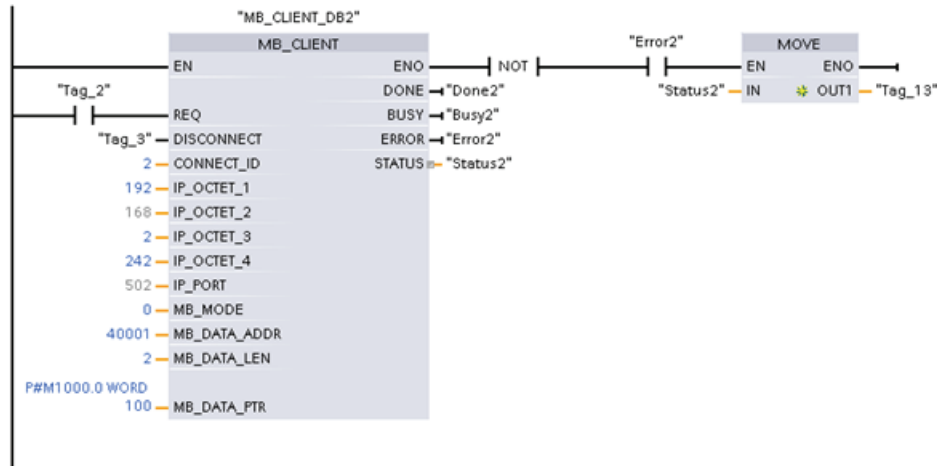 "MB_CLIENT_DB2"
MB_CLIENT
"Error2"
MOVE
EN ENO NOT EN ENO
"Tag_2" DONE "Done2" "Status2" IN OUT1 "Tag_13"
REQ BUSY "Busy2"
"Tag_3" DISCONNECT ERROR "Error2"
2 CONNECT_ID STATUS "Status2"
192 IP_OCTET_1
168 IP_OCTET_2
2 IP_OCTET_3
242 IP_OCTET_4
502 IP_PORT
0 MB_MODE
40001 MB_DATA_ADDR
2 MB_DATA_LEN
P#M1000.0 WORD
100 MB_DATA_PTR